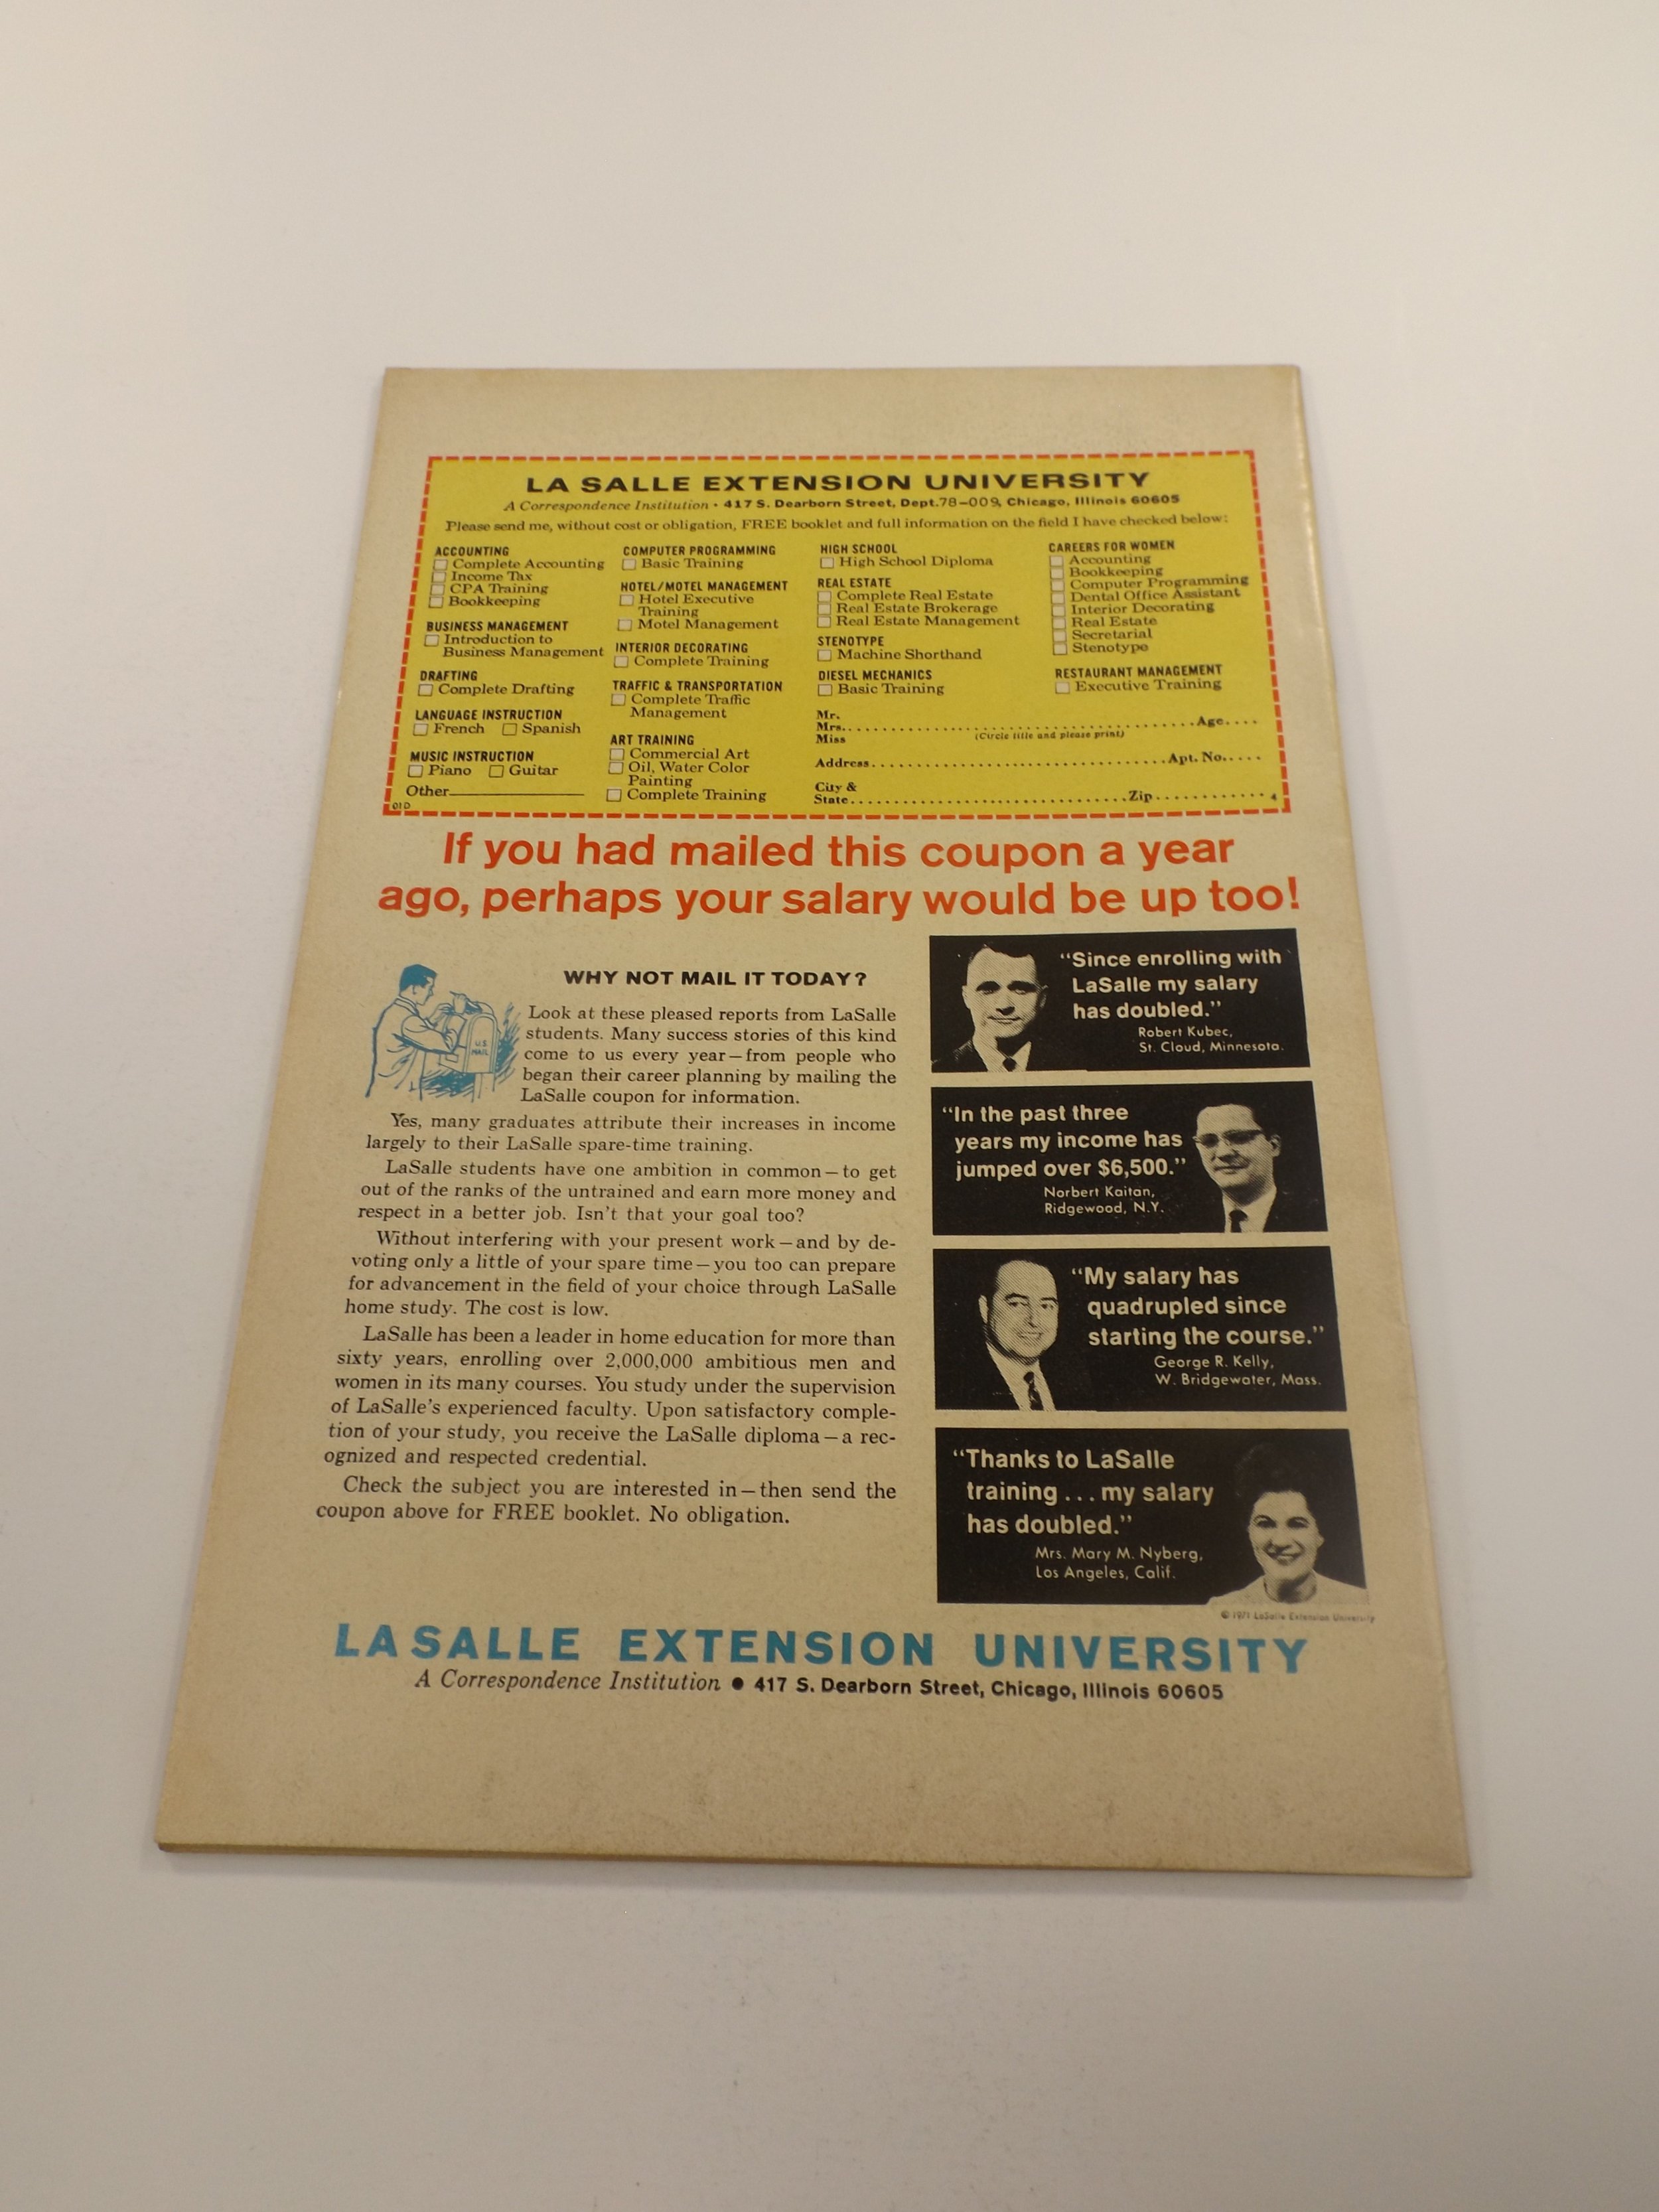 LA SALLE EXTENSION UNIVERSITY
A Correspondence Institution • 417 S. Dearborn Street, Dept.78-009, Chicago, Illinois 60605
Please send me, without cost or obligation, FREE booklet and full information on the field I have checked below:
ACCOUNTING
Complete Accounting
Income Tax
CPA Training
Bookkeeping
BUSINESS MANAGEMENT
Introduction to
Business Management
DRAFTING
Complete Drafting
LANGUAGE INSTRUCTION
French Spanish
MUSIC INSTRUCTION
Piano Guitar
Other
01D
COMPUTER PROGRAMMING
Basic Training
HOTEL/MOTEL MANAGEMENT
Hotel Executive
Training
Motel Management
INTERIOR DECORATING
Complete Training
TRAFFIC & TRANSPORTATION
Complete Traffic
Management
ART TRAINING
Commercial Art
Oil, Water Color
Painting
Complete Training
HIGH SCHOOL
High School Diploma
REAL ESTATE
Complete Real Estate
Real Estate Brokerage
Real Estate Management
STENOTYPE
Machine Shorthand
DIESEL MECHANICS
Basic Training
CAREERS FOR WOMEN
Accounting
Bookkeeping
Computer Programming
Dental Office Assistant
Interior Decorating
Real Estate
Secretarial
Stenotype
RESTAURANT MANAGEMENT
Executive Training
Mr.
Mrs. Age
Miss (Circle title and please print)
Address Apt. No.
City &
State Zip 4
If you had mailed this coupon a year
ago, perhaps your salary would be up too!
U.S.
MAIL
WHY NOT MAIL IT TODAY?
Look at these pleased reports from LaSalle
students. Many success stories of this kind
come to us every year—from people who
began their career planning by mailing the
LaSalle coupon for information.
Yes, many graduates attribute their increases in income
largely to their LaSalle spare-time training.
LaSalle students have one ambition in common—to get
out of the ranks of the untrained and earn more money and
respect in a better job. Isn't that your goal too?
Without interfering with your present work—and by de-
voting only a little of your spare time—you too can prepare
for advancement in the field of your choice through LaSalle
home study. The cost is low.
LaSalle has been a leader in home education for more than
sixty years, enrolling over 2,000,000 ambitious men and
women in its many courses. You study under the supervision
of LaSalle's experienced faculty. Upon satisfactory comple-
tion of your study, you receive the LaSalle diploma—a rec-
ognized and respected credential.
Check the subject you are interested in—then send the
coupon above for FREE booklet. No obligation.
"Since enrolling with
LaSalle my salary
has doubled."
Robert Kubec,
St. Cloud, Minnesota.
"In the past three
years my income has
jumped over $6,500."
Norbert Kaitan,
Ridgewood, N.Y.
"My salary has
quadrupled since
starting the course."
George R. Kelly,
W. Bridgewater, Mass.
"Thanks to LaSalle
training . . . my salary
has doubled."
Mrs. Mary M. Nyberg,
Los Angeles, Calif.
© 1971 LaSalle Extension University
LASALLE EXTENSION UNIVERSITY
A Correspondence Institution • 417 S. Dearborn Street, Chicago, Illinois 60605